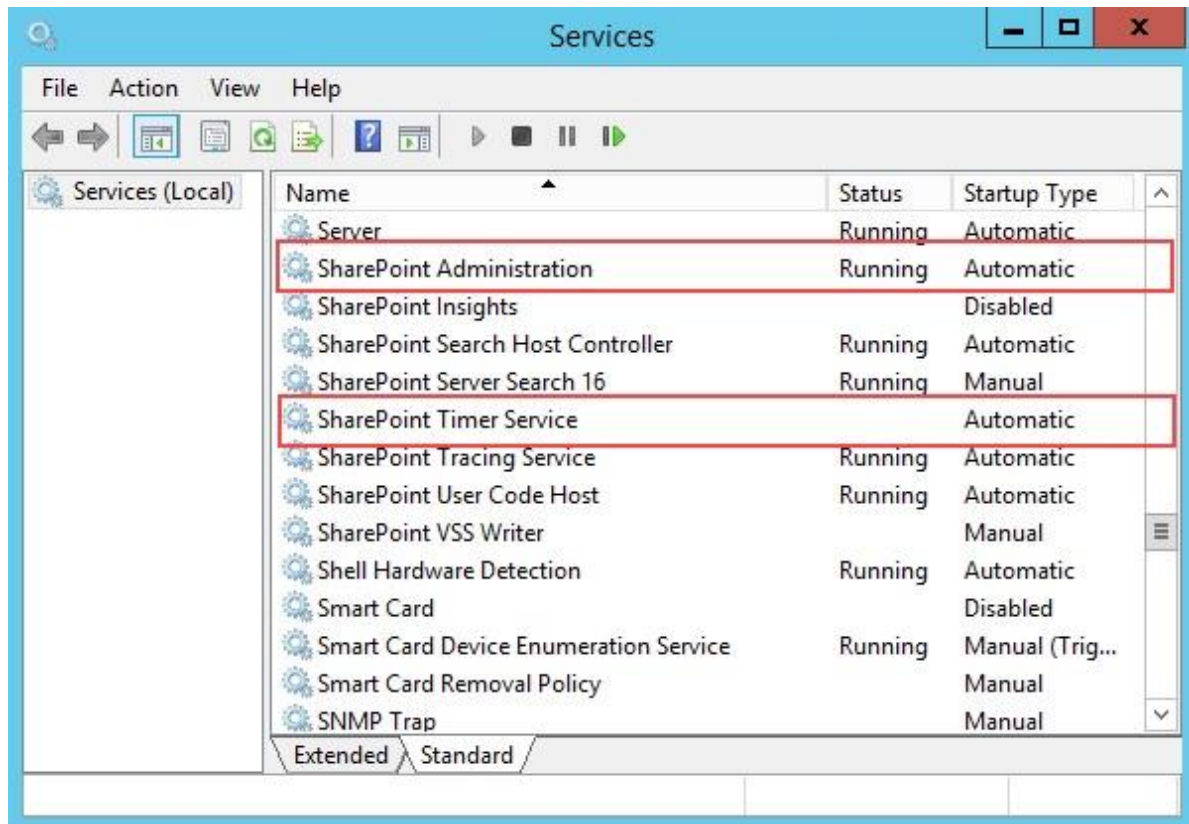 Services
File Action View Help
Services (Local)
Name Status Startup Type
Server Running Automatic
SharePoint Administration Running Automatic
SharePoint Insights Disabled
SharePoint Search Host Controller Running Automatic
SharePoint Server Search 16 Running Manual
SharePoint Timer Service Automatic
SharePoint Tracing Service Running Automatic
SharePoint User Code Host Running Automatic
SharePoint VSS Writer Manual
Shell Hardware Detection Running Automatic
Smart Card Disabled
Smart Card Device Enumeration Service Running Manual (Trig...
Smart Card Removal Policy Manual
SNMP Trap Manual
Extended Standard